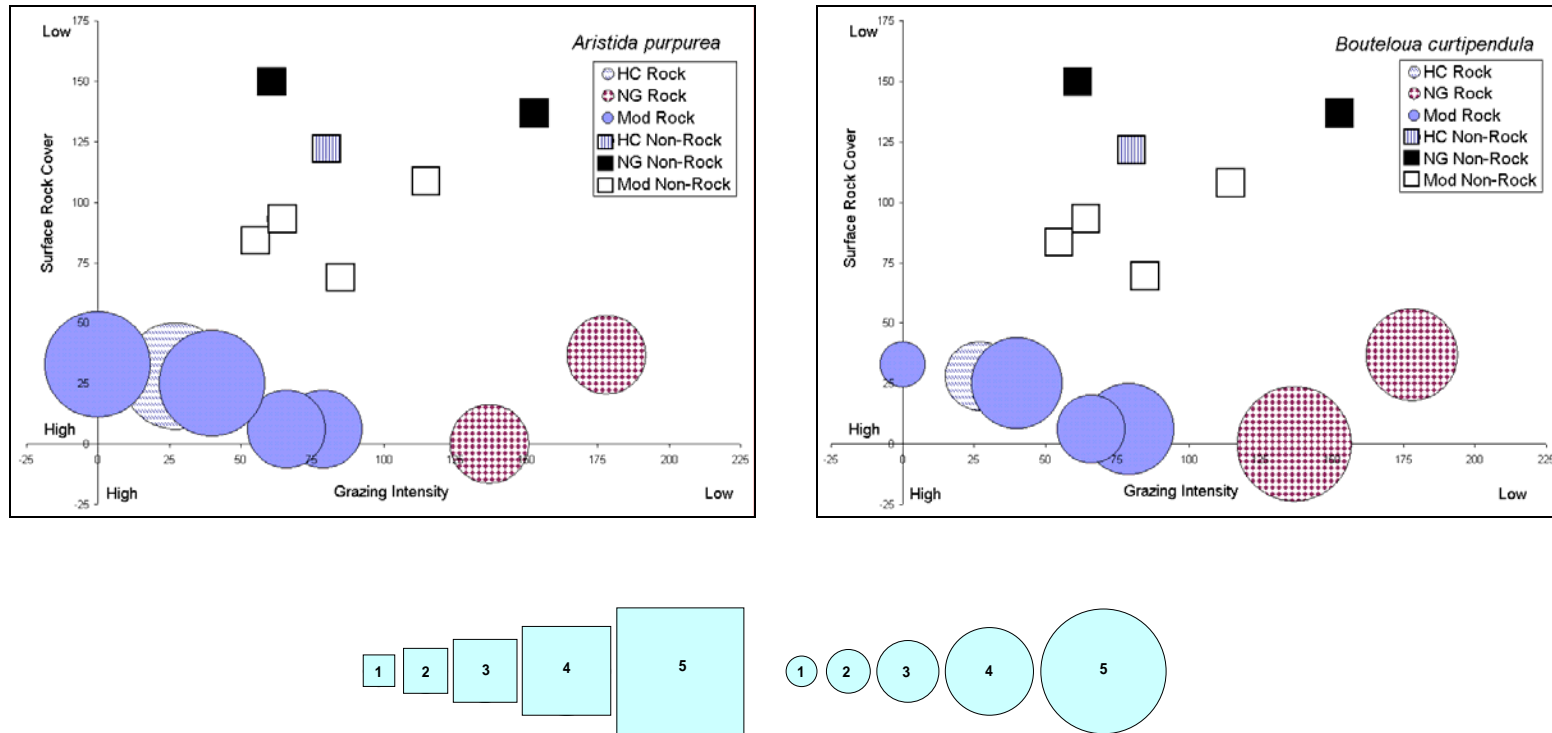 175
Low
Aristida purpurea
HC Rock
NG Rock
Mod Rock
HC Non-Rock
NG Non-Rock
Mod Non-Rock
150
125
100
75
50
25
0
-25
Surface Rock Cover
High
-25
0
25
50
75
100
125
150
175
200
225
High
Grazing Intensity
Low
175
Low
Bouteloua curtipendula
HC Rock
NG Rock
Mod Rock
HC Non-Rock
NG Non-Rock
Mod Non-Rock
150
125
100
75
50
25
0
-25
Surface Rock Cover
High
-25
0
25
50
75
100
150
175
200
225
High
Grazing Intensity
Low
1 2 3 4 5
1 2 3 4 5